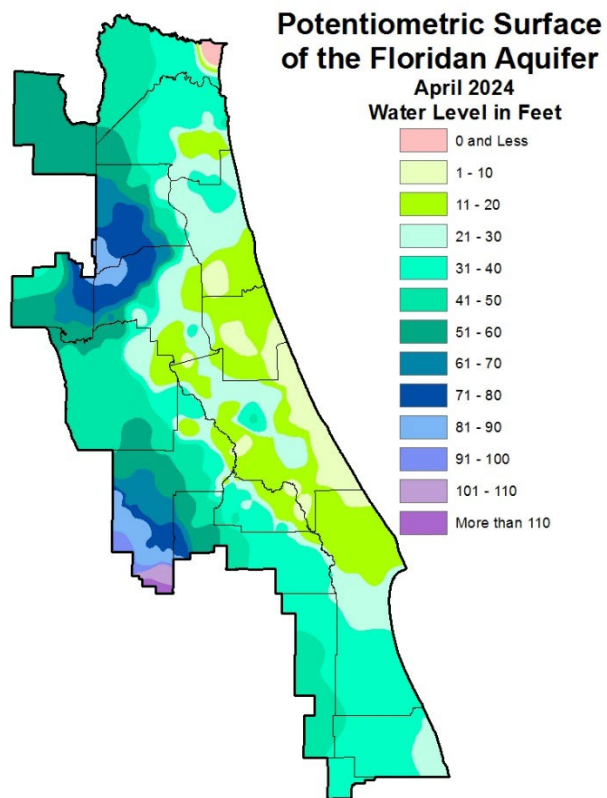 Potentiometric Surface
of the Floridan Aquifer
April 2024
Water Level in Feet
0 and Less
1 - 10
11 - 20
21 - 30
31 - 40
41 - 50
51 - 60
61 - 70
71 - 80
81 - 90
91 - 100
101 - 110
More than 110